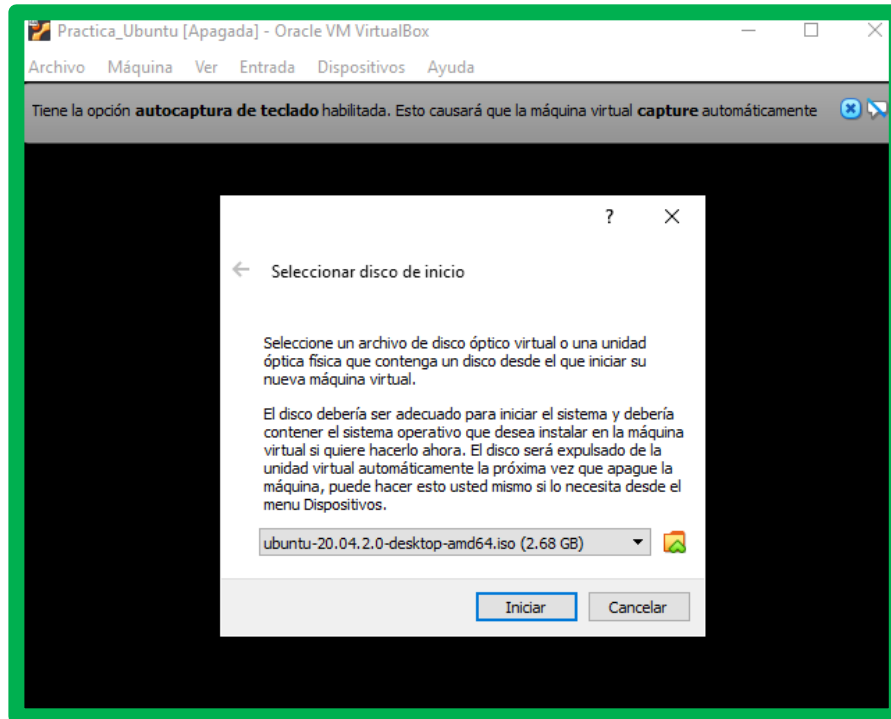 Practica_Ubuntu [Apagada] - Oracle VM VirtualBox
Archivo Máquina Ver Entrada Dispositivos Ayuda
Tiene la opción autocaptura de teclado habilitada. Esto causará que la máquina virtual capture automáticamente
?
Seleccionar disco de inicio
Seleccione un archivo de disco óptico virtual o una unidad
óptica física que contenga un disco desde el que iniciar su
nueva máquina virtual.
El disco debería ser adecuado para iniciar el sistema y debería
contener el sistema operativo que desea instalar en la máquina
virtual si quiere hacerlo ahora. El disco será expulsado de la
unidad virtual automáticamente la próxima vez que apague la
máquina, puede hacer esto usted mismo si lo necesita desde el
menu Dispositivos.
ubuntu-20.04.2.0-desktop-amd64.iso (2.68 GB)
Iniciar Cancelar